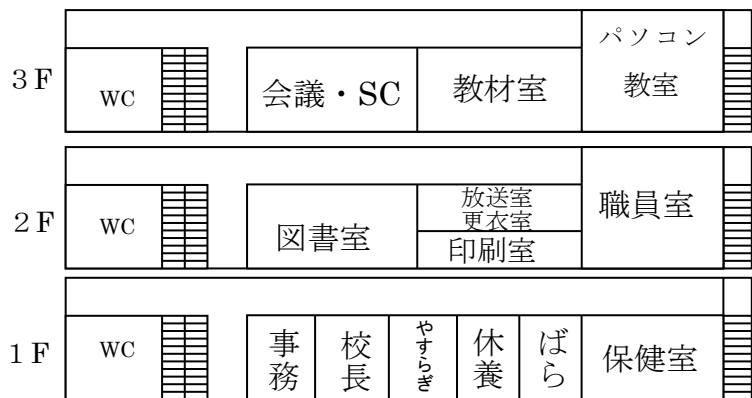 ３Ｆ
WC
会議・SC
教材室
パソコン
教室
２Ｆ
WC
図書室
放送室
更衣室
印刷室
職員室
１Ｆ
WC
事務
校長
やすらぎ
休養
ばら
保健室